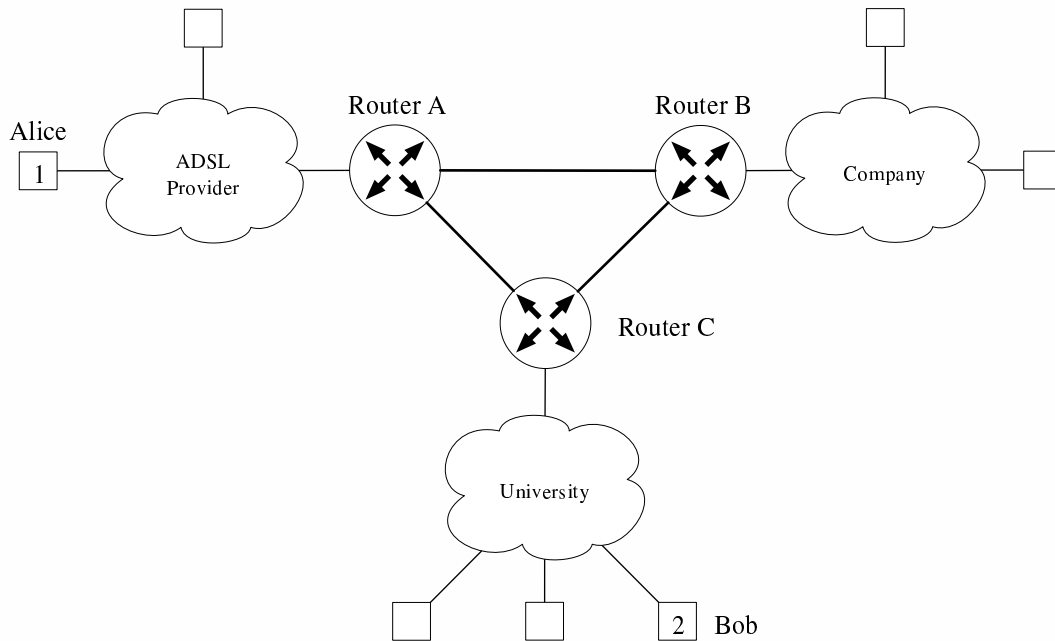 Router A
Router B
Alice
1
ADSL
Provider
Company
Router C
University
2
Bob